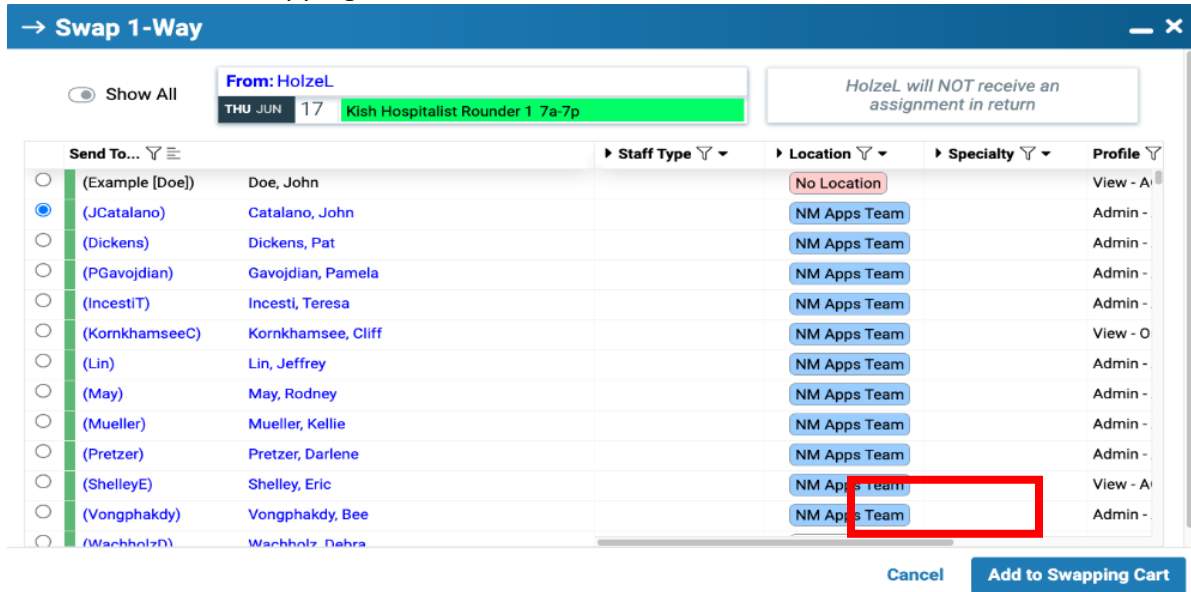 → Swap 1-Way
Show All
From: HolzeL
THU JUN 17 Kish Hospitalist Rounder 1 7a-7p
HolzeL will NOT receive an
assignment in return
Send To... Staff Type Location Specialty Profile
(Example [Doe]) Doe, John No Location View - A
(JCatalano) Catalano, John NM Apps Team Admin -
(Dickens) Dickens, Pat NM Apps Team Admin -
(PGavojdian) Gavojdian, Pamela NM Apps Team Admin -
(IncestiT) Incesti, Teresa NM Apps Team Admin -
(KornkhamseeC) Kornkhamsee, Cliff NM Apps Team View - O
(Lin) Lin, Jeffrey NM Apps Team Admin -
(May) May, Rodney NM Apps Team Admin -
(Mueller) Mueller, Kellie NM Apps Team Admin -
(Pretzer) Pretzer, Darlene NM Apps Team Admin -
(ShelleyE) Shelley, Eric NM Apps Team View - A
(Vongphakdy) Vongphakdy, Bee NM Apps Team Admin -
(WachholzD) Wachholz, Debra
Cancel Add to Swapping Cart